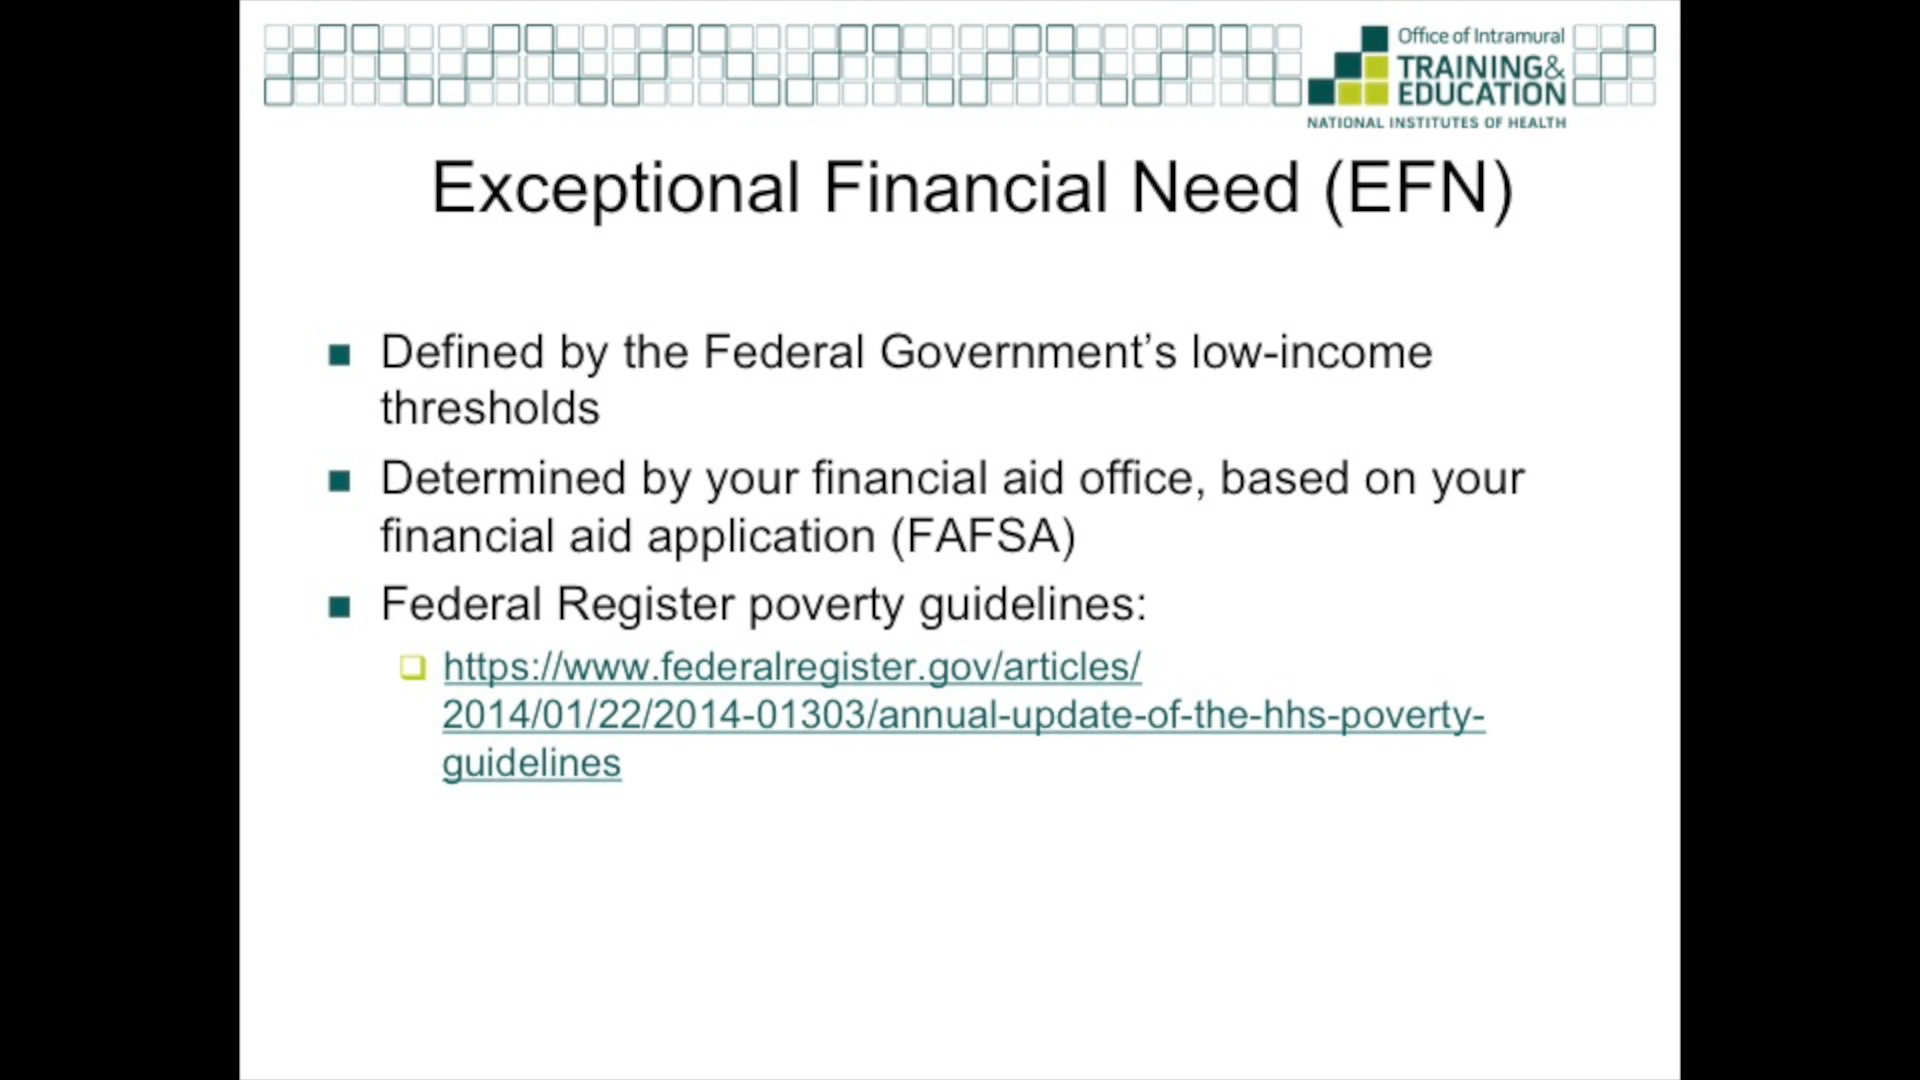 Office of Intramural
TRAINING&
EDUCATION
NATIONAL INSTITUTES OF HEALTH
Exceptional Financial Need (EFN)
Defined by the Federal Government’s low-income
thresholds
Determined by your financial aid office, based on your
financial aid application (FAFSA)
Federal Register poverty guidelines:
https://www.federalregister.gov/articles/
2014/01/22/2014-01303/annual-update-of-the-hhs-poverty-
guidelines